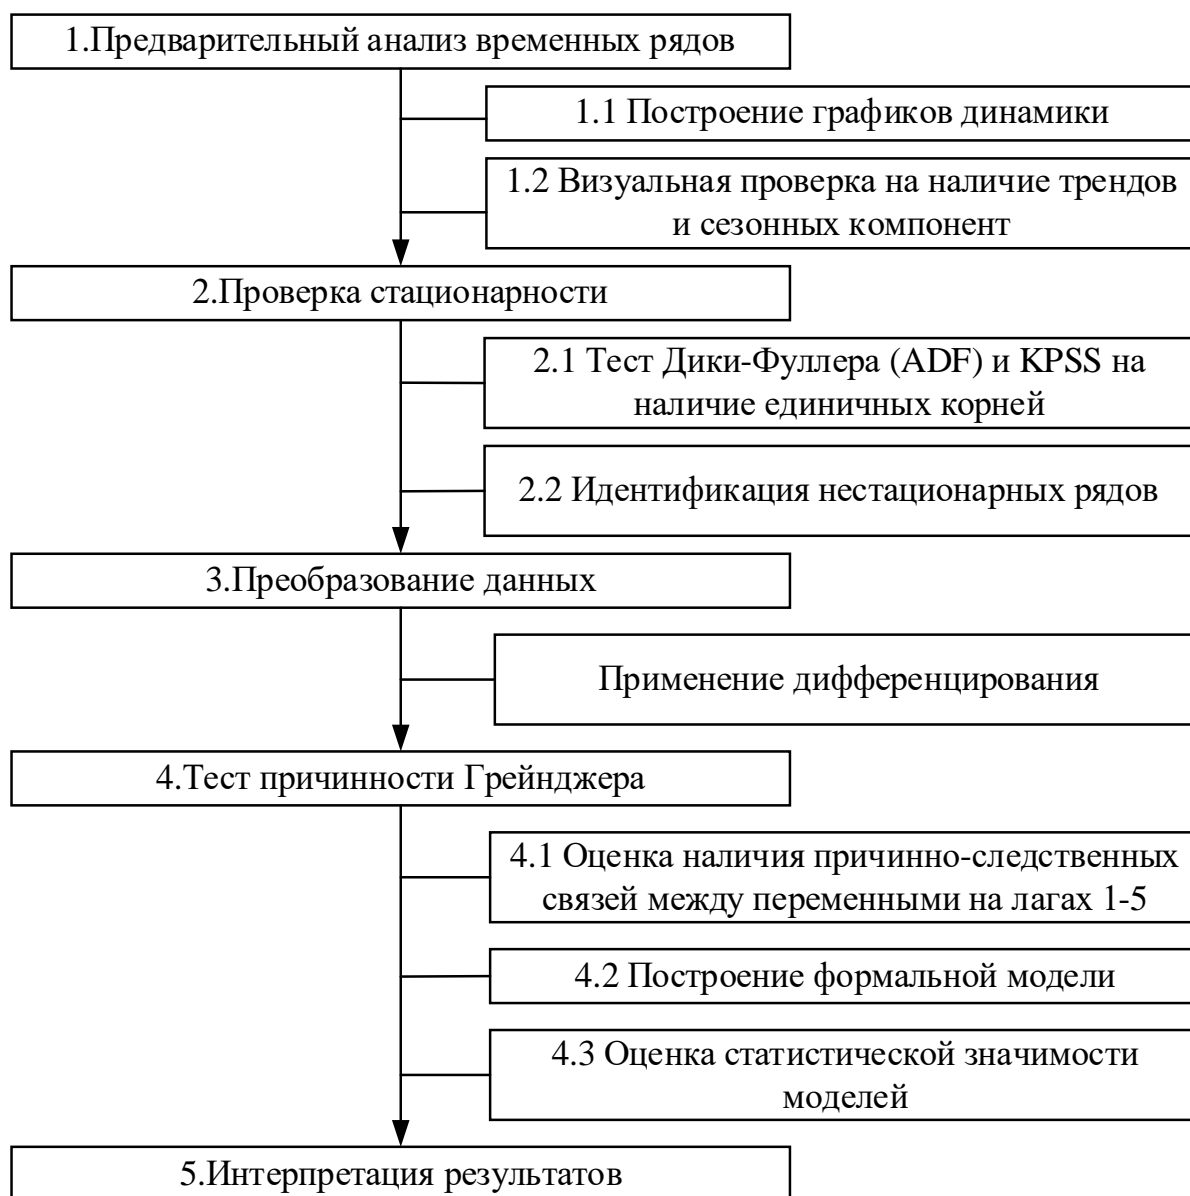 1.Предварительный анализ временных рядов
1.1 Построение графиков динамики
1.2 Визуальная проверка на наличие трендов
и сезонных компонент
2.Проверка стационарности
2.1 Тест Дики-Фуллера (ADF) и KPSS на
наличие единичных корней
2.2 Идентификация нестационарных рядов
3.Преобразование данных
Применение дифференцирования
4.Тест причинности Грейнджера
4.1 Оценка наличия причинно-следственных
связей между переменными на лагах 1-5
4.2 Построение формальной модели
4.3 Оценка статистической значимости
моделей
5.Интерпретация результатов